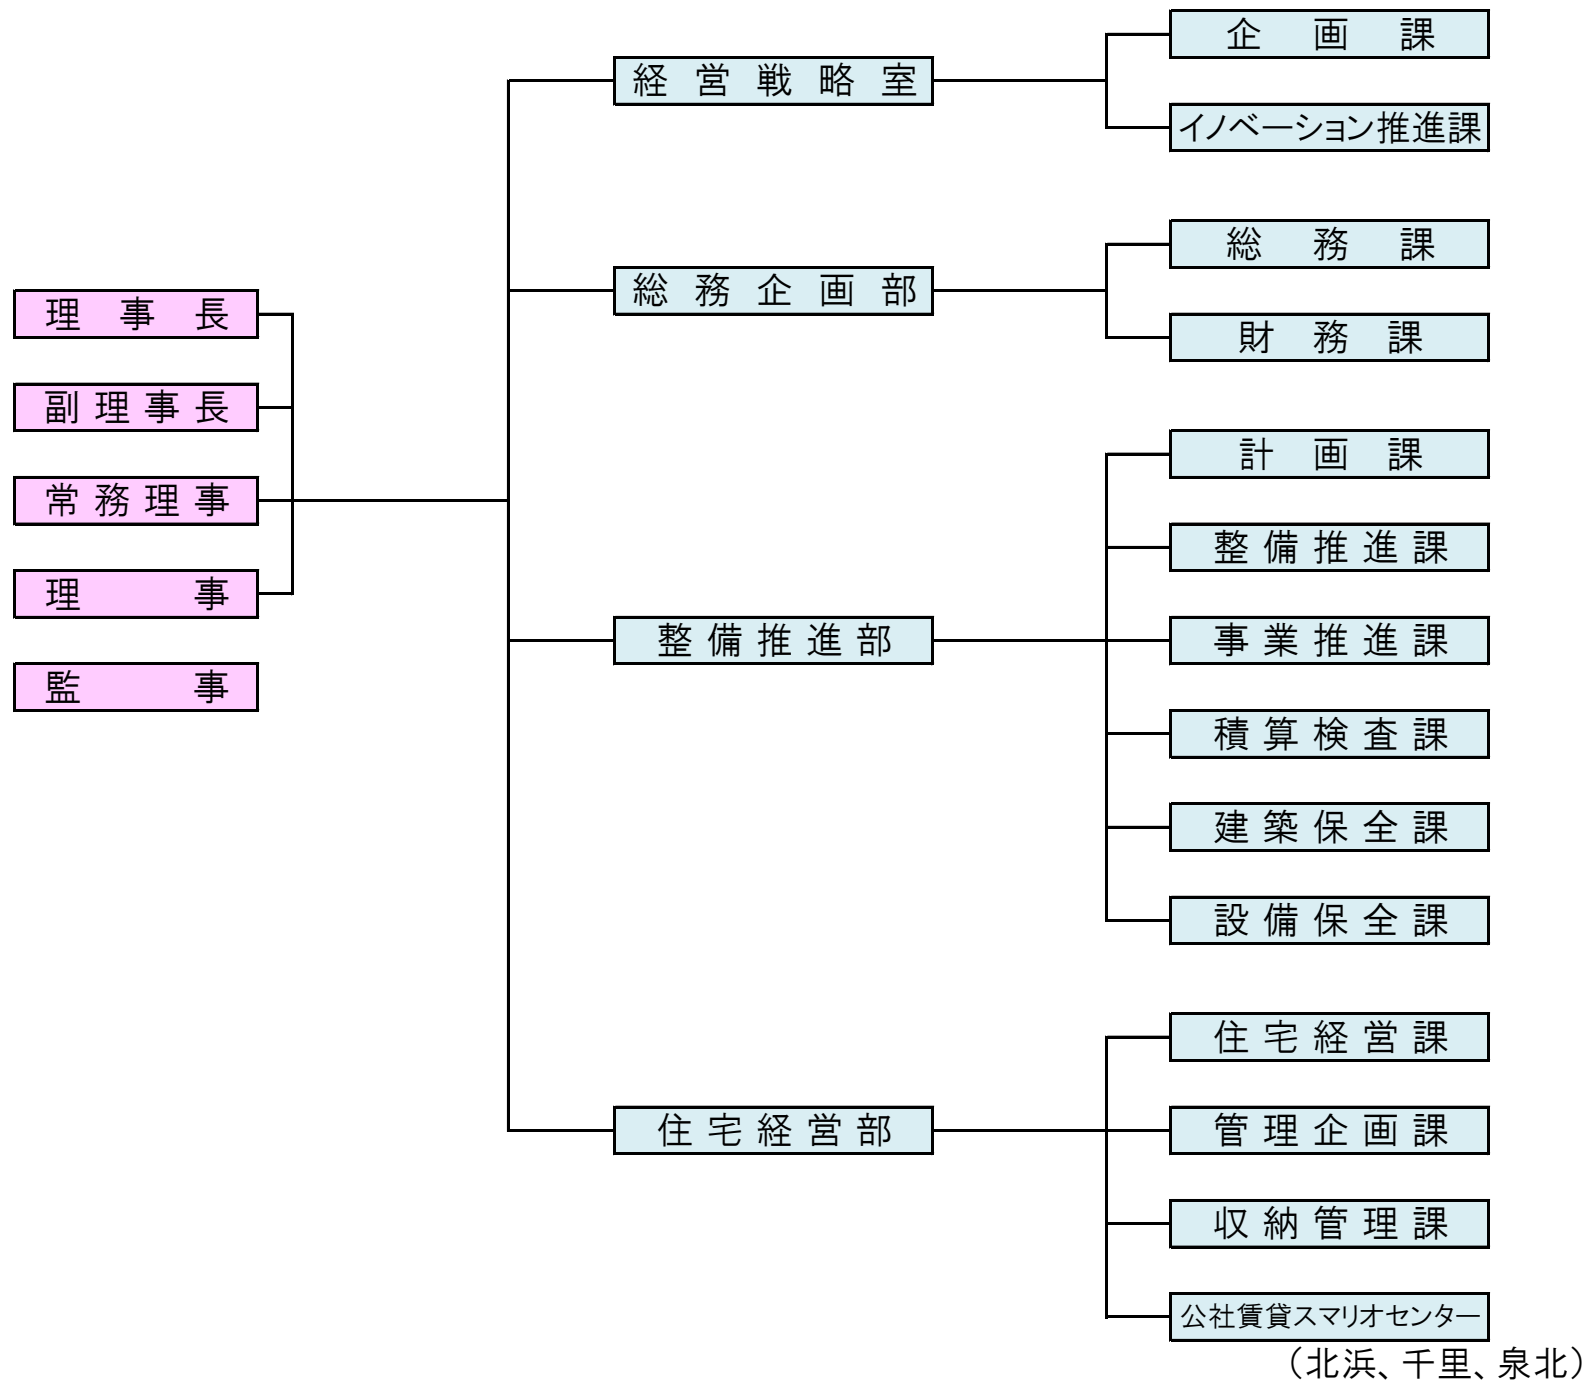 理事長
副理事長
常務理事
理事
監事
経営戦略室
企画課
イノベーション推進課
総務企画部
総務課
財務課
整備推進部
計画課
整備推進課
事業推進課
積算検査課
建築保全課
設備保全課
住宅経営部
住宅経営課
管理企画課
収納管理課
公社賃貸スマリオセンター
（北浜、千里、泉北）